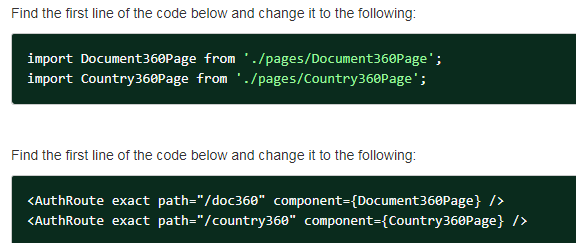 Find the first line of the code below and change it to the following:
import Document360Page from './pages/Document360Page';
import Country360Page from './pages/Country360Page';
Find the first line of the code below and change it to the following:
<AuthRoute exact path="/doc360" component={Document360Page} />
<AuthRoute exact path="/country360" component={Country360Page} />